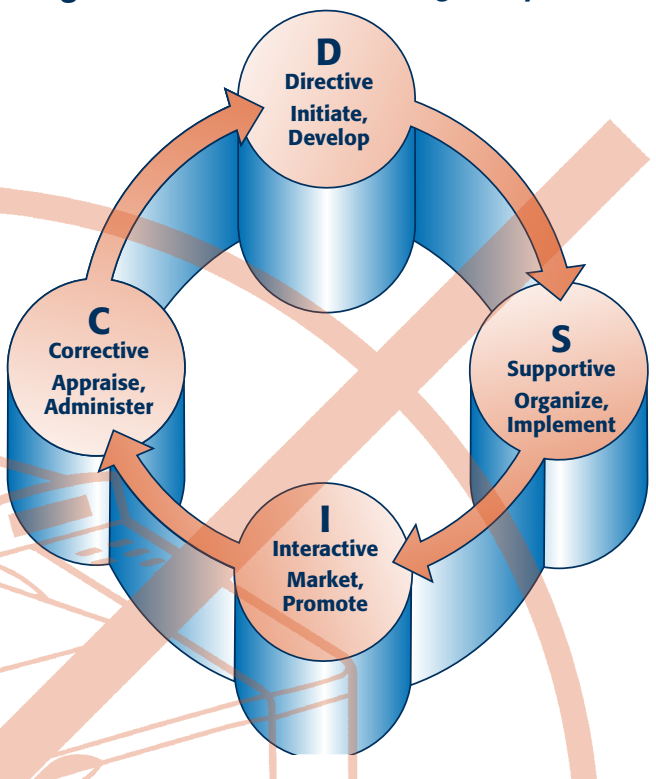 D
Directive
Initiate,
Develop
C
Corrective
Appraise,
Administer
S
Supportive
Organize,
Implement
I
Interactive
Market,
Promote